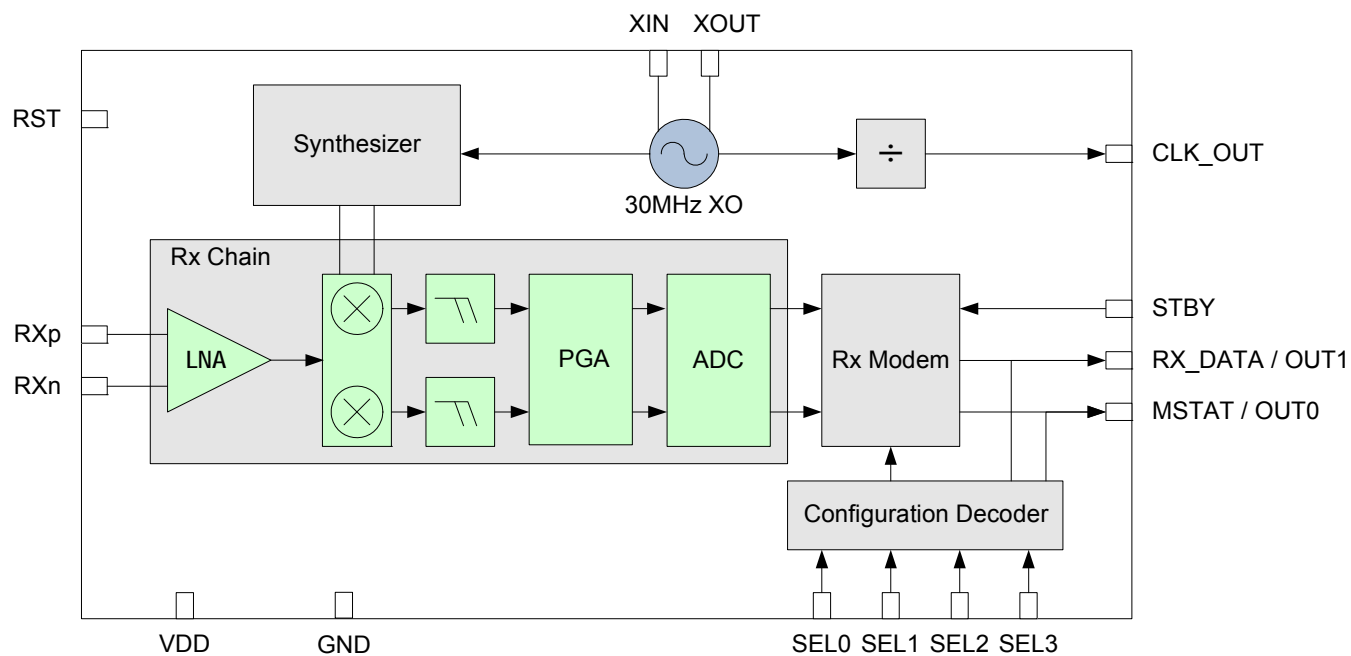 XIN XOUT
RST
Synthesizer
÷
CLK_OUT
30MHz XO
Rx Chain
RXp
RXn
LNA
PGA
ADC
Rx Modem
STBY
RX_DATA / OUT1
MSTAT / OUT0
Configuration Decoder
VDD GND SEL0 SEL1 SEL2 SEL3